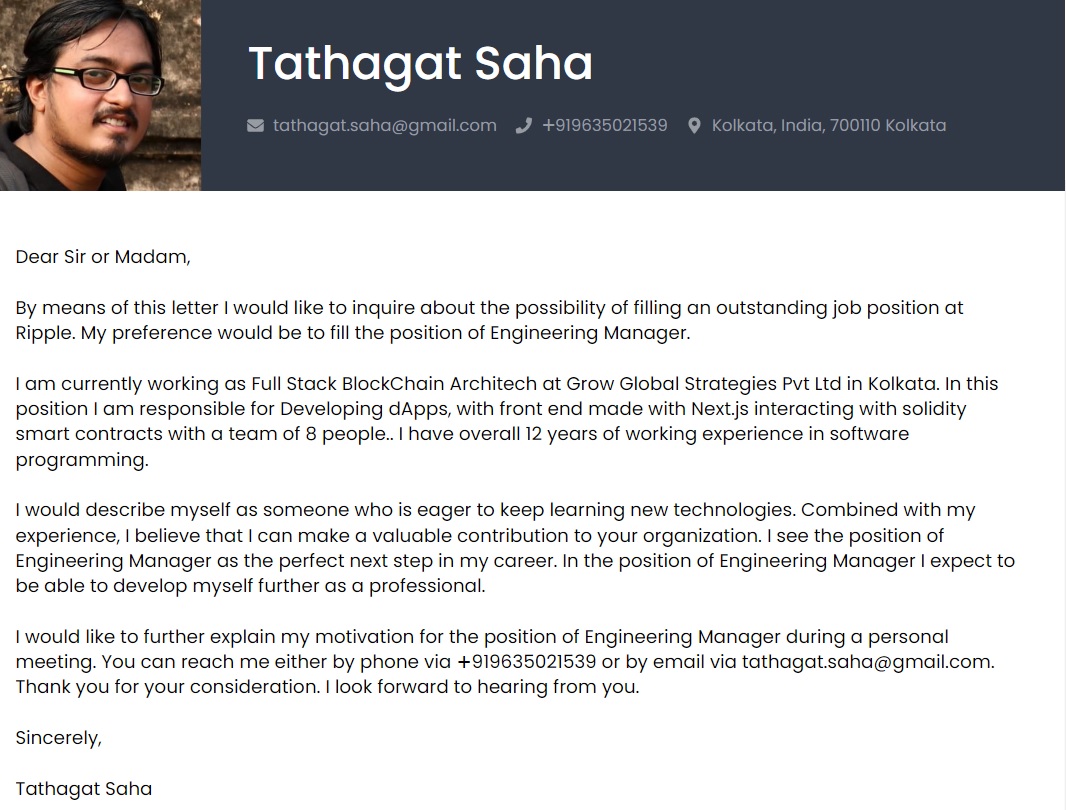 Tathagat Saha
tathagat.saha@gmail.com +919635021539 Kolkata, India, 700110 Kolkata
Dear Sir or Madam,
By means of this letter I would like to inquire about the possibility of filling an outstanding job position at
Ripple. My preference would be to fill the position of Engineering Manager.
I am currently working as Full Stack BlockChain Architech at Grow Global Strategies Pvt Ltd in Kolkata. In this
position I am responsible for Developing dApps, with front end made with Next.js interacting with solidity
smart contracts with a team of 8 people.. I have overall 12 years of working experience in software
programming.
I would describe myself as someone who is eager to keep learning new technologies. Combined with my
experience, I believe that I can make a valuable contribution to your organization. I see the position of
Engineering Manager as the perfect next step in my career. In the position of Engineering Manager I expect to
be able to develop myself further as a professional.
I would like to further explain my motivation for the position of Engineering Manager during a personal
meeting. You can reach me either by phone via +919635021539 or by email via tathagat.saha@gmail.com.
Thank you for your consideration. I look forward to hearing from you.
Sincerely,
Tathagat Saha